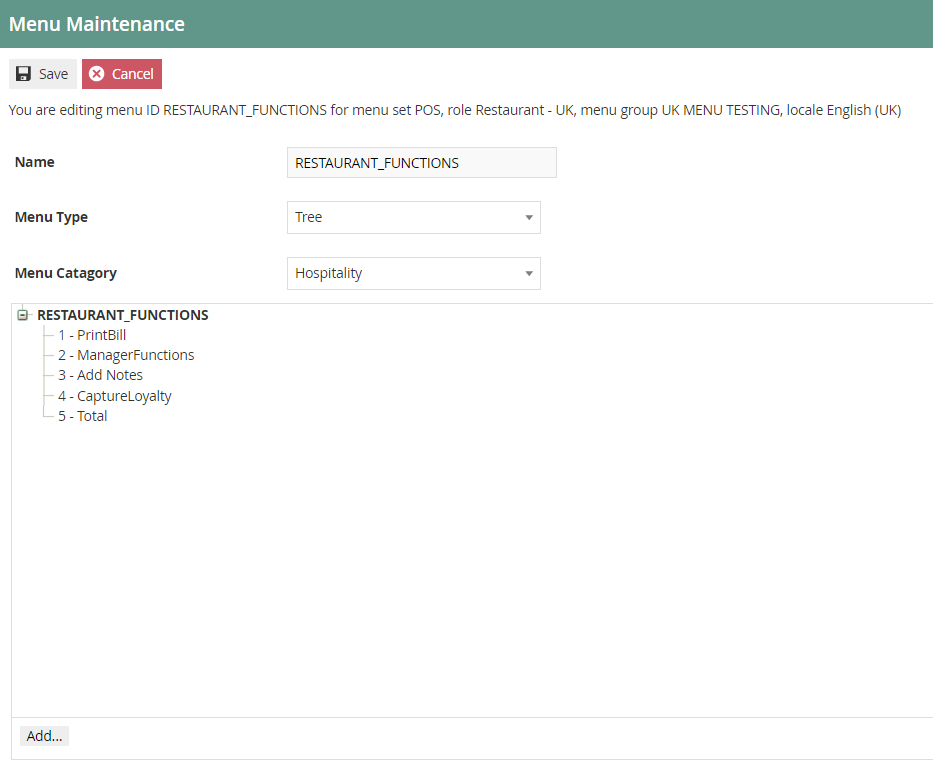 Menu Maintenance
Save Cancel
You are editing menu ID RESTAURANT_FUNCTIONS for menu set POS, role Restaurant - UK, menu group UK MENU TESTING, locale English (UK)
Name RESTAURANT_FUNCTIONS
Menu Type Tree
Menu Catagory Hospitality
RESTAURANT_FUNCTIONS
1 - PrintBill
2 - ManagerFunctions
3 - Add Notes
4 - CaptureLoyalty
5 - Total
Add...